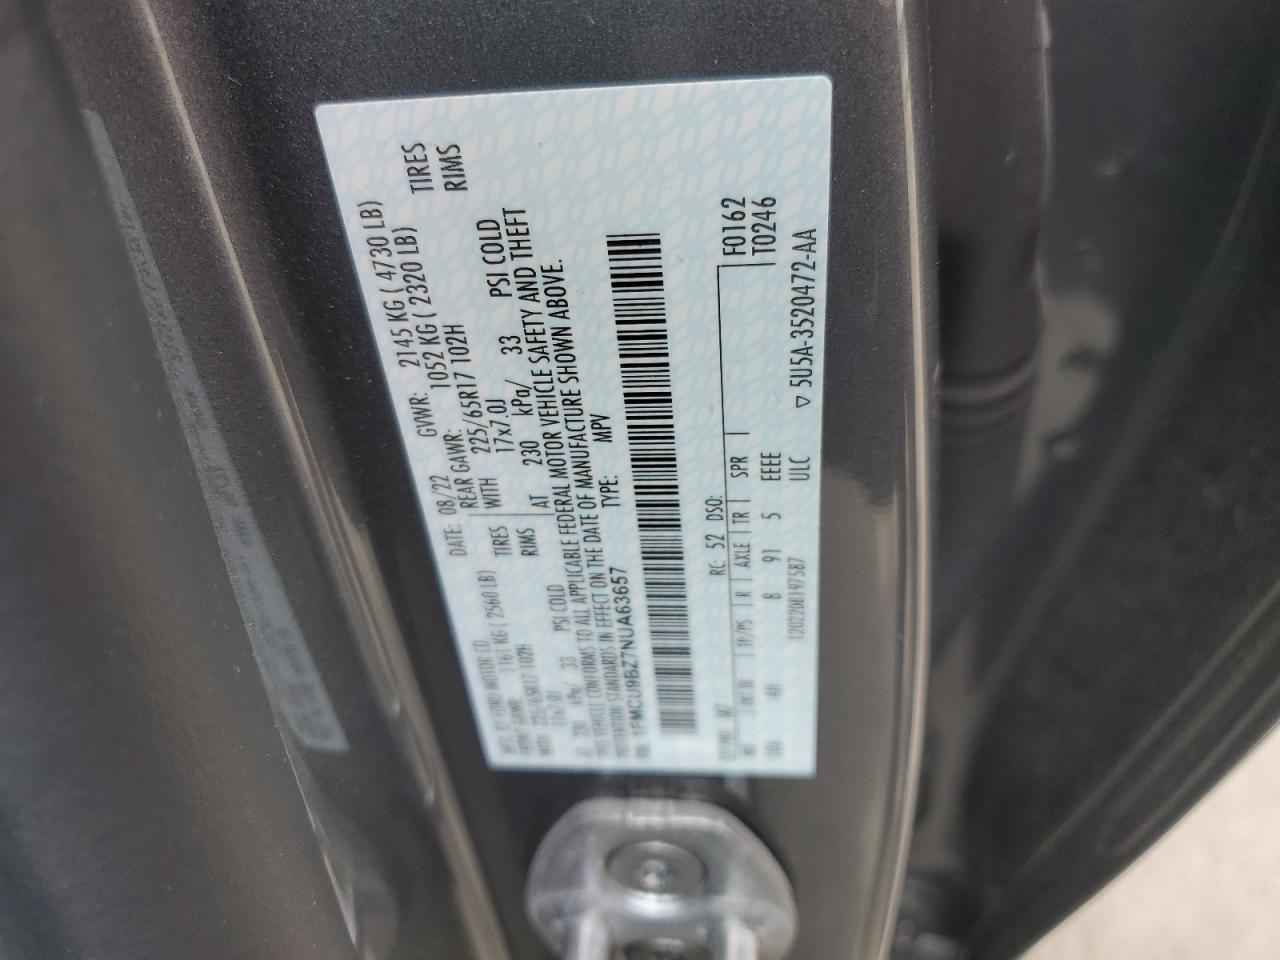 MFD. BY FORD MOTOR CO. DATE: 08/22 GVWR: 2145 KG ( 4730 LB)
FRONT GAWR: 1161 KG ( 2560 LB) REAR GAWR: 1052 KG ( 2320 LB)
WITH 225/65R17 102H TIRES WITH 225/65R17 102H TIRES
17x7.0J RIMS 17x7.0J RIMS
AT 230 kPa/ 33 PSI COLD AT 230 kPa/ 33 PSI COLD
THIS VEHICLE CONFORMS TO ALL APPLICABLE FEDERAL MOTOR VEHICLE SAFETY AND THEFT
PREVENTION STANDARDS IN EFFECT ON THE DATE OF MANUFACTURE SHOWN ABOVE.
VIN: 1FMCU9BZ7NUA63657 TYPE: MPV
RC: 52 DSO: F0162
INT TR TP/PS R AXLE TR SPR T0246
4H 8 91 5 EEEE
ULC ▽ 5U5A-3520472-AA